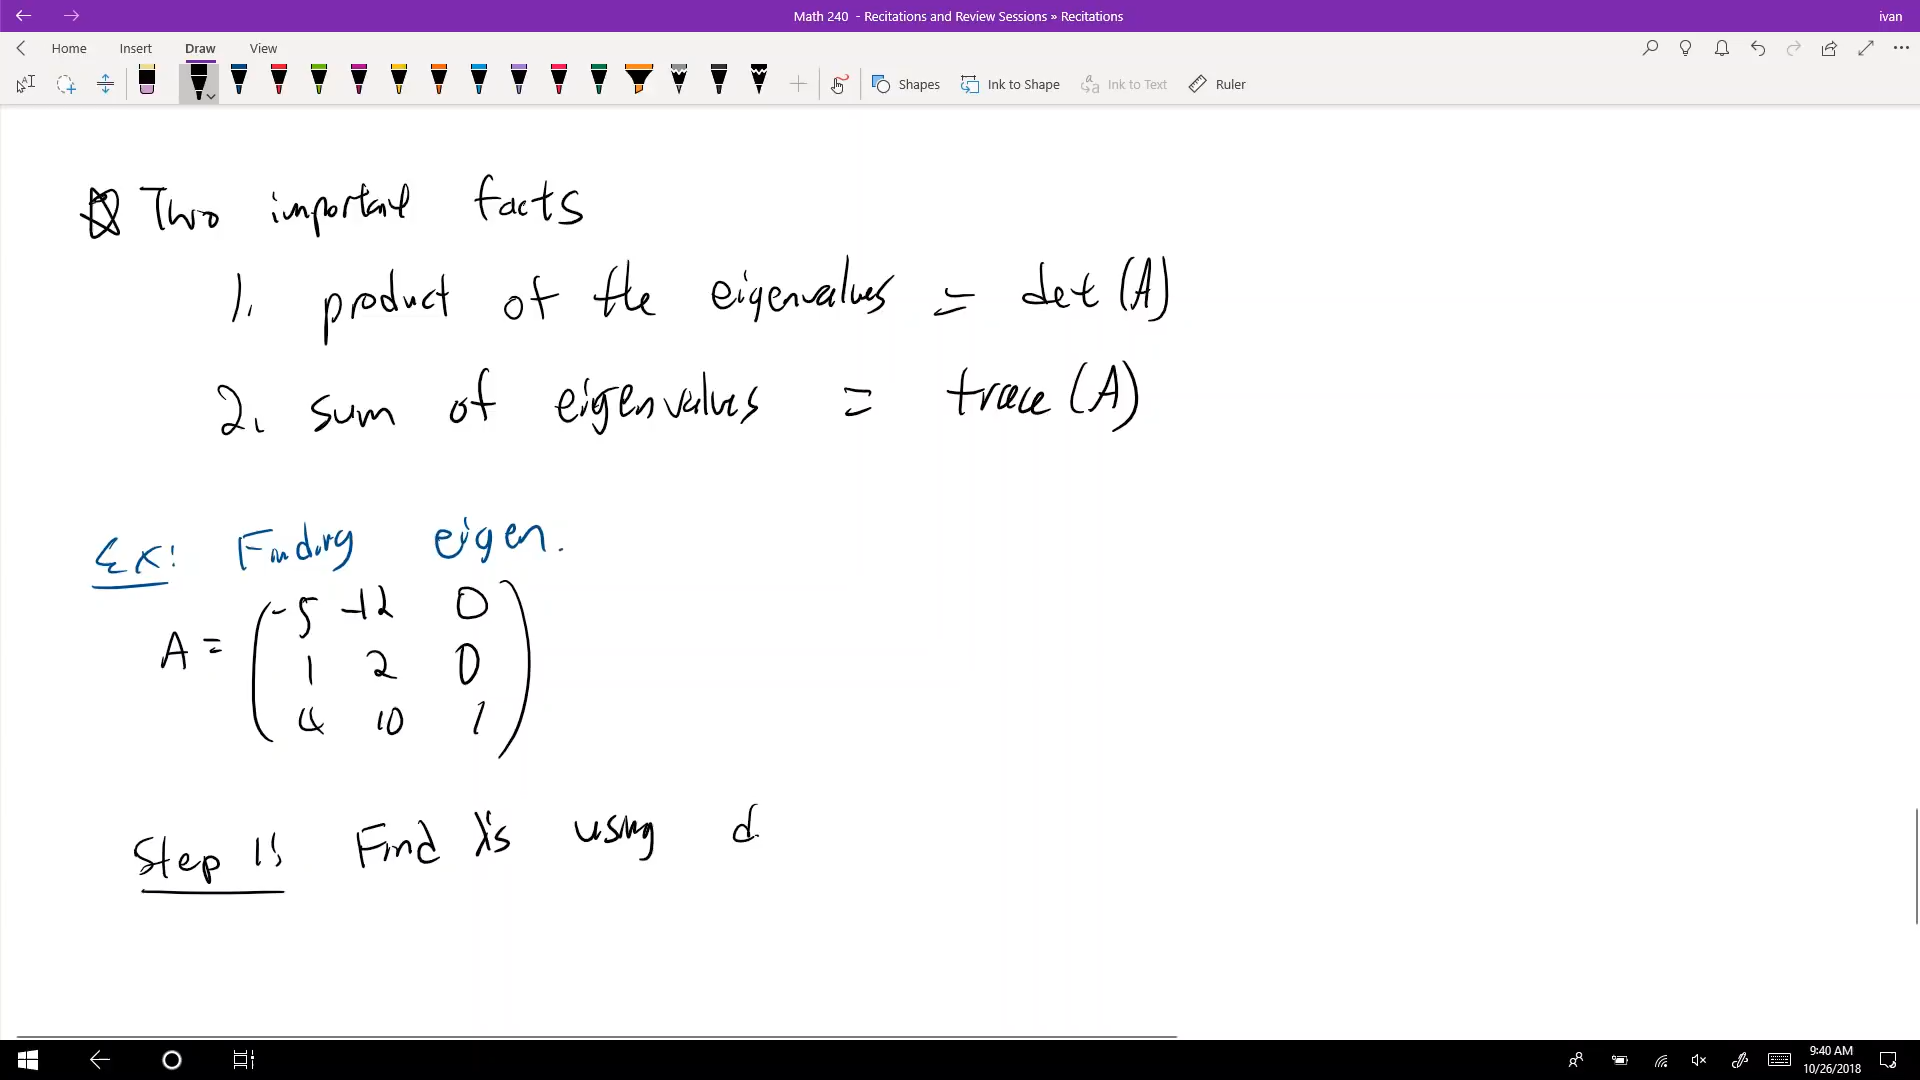 Math 240 - Recitations and Review Sessions » Recitations
ivan
Home Insert Draw View
Shapes Ink to Shape Ink to Text Ruler
Two important facts
1. product of the eigenvalues = det (A)
2. sum of eigenvalues = trace (A)
Ex: Finding eigen.
A = ( -5 -12 0
1 2 0
4 10 1 )
Step 1: Find λ's using d
9:40 AM
10/26/2018